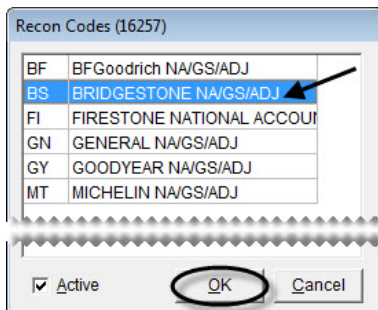 Recon Codes (16257)
BF BFGoodrich NA/GS/ADJ
BS BRIDGESTONE NA/GS/ADJ
FI FIRESTONE NATIONAL ACCOUN
GN GENERAL NA/GS/ADJ
GY GOODYEAR NA/GS/ADJ
MT MICHELIN NA/GS/ADJ
Active OK Cancel